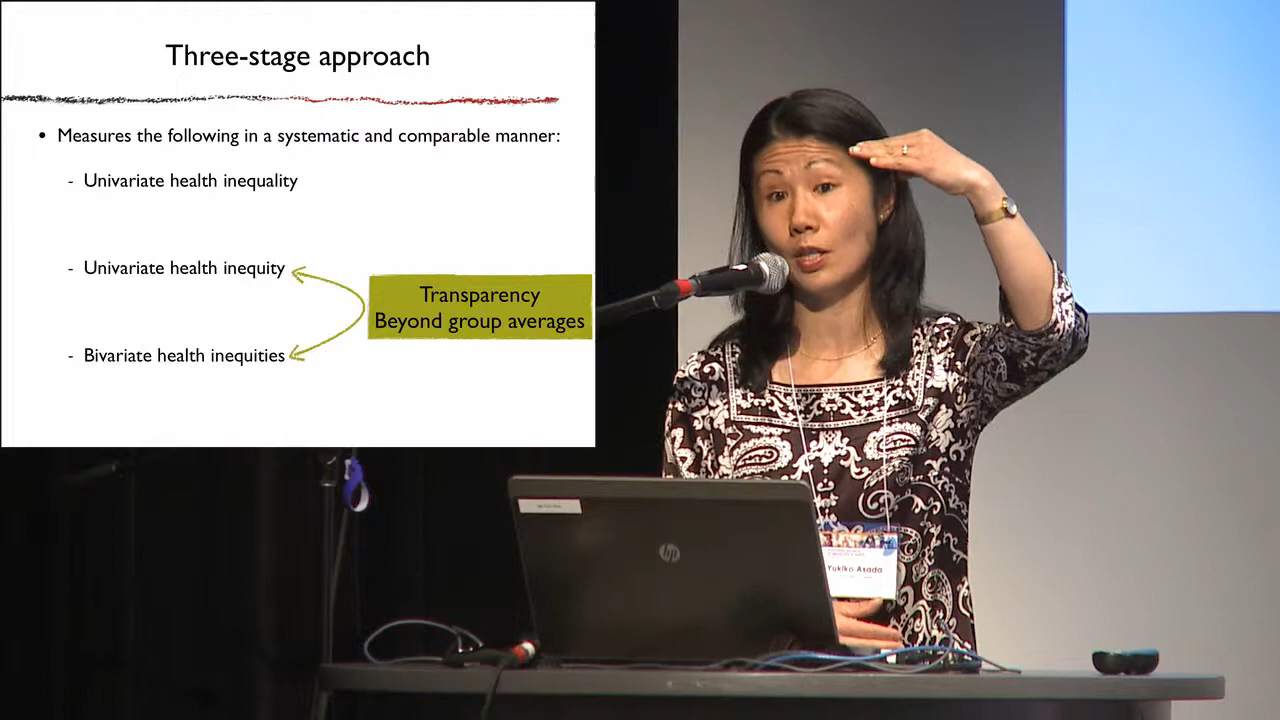 Three-stage approach
• Measures the following in a systematic and comparable manner:
- Univariate health inequality
- Univariate health inequity
Transparency
Beyond group averages
- Bivariate health inequities
hp
Yukiko Asada